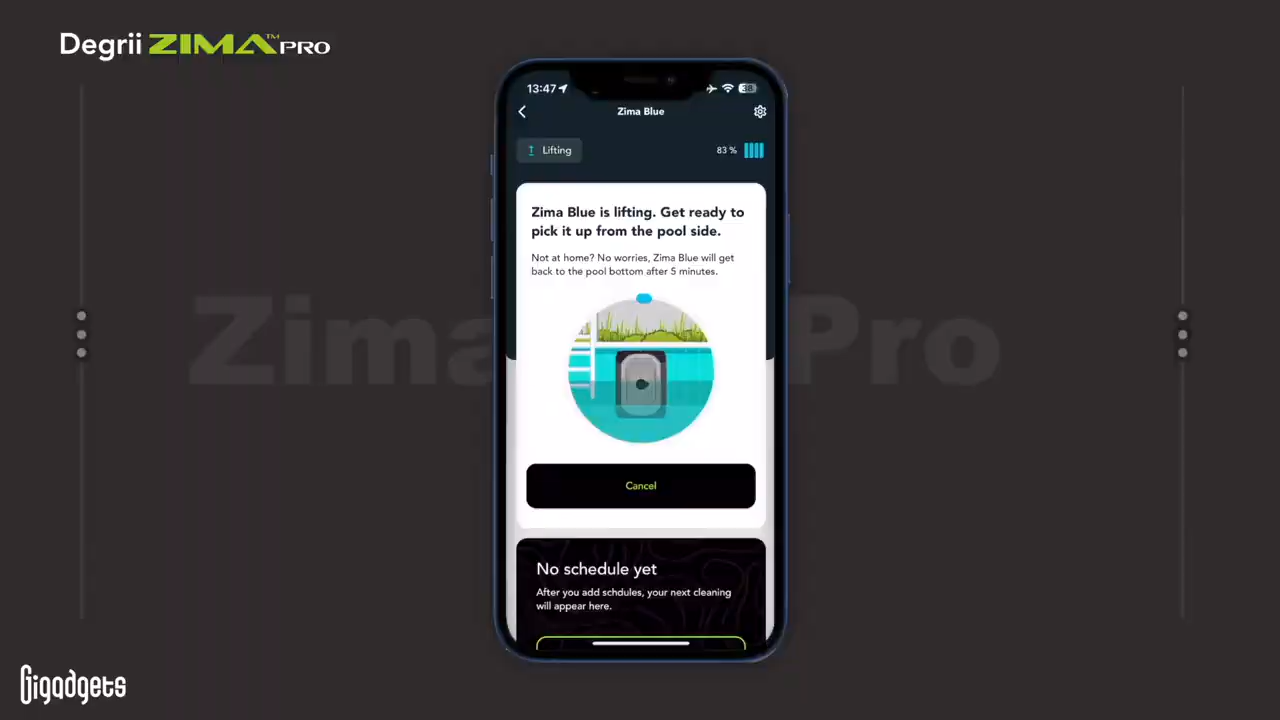 Degrii ZIMA™ PRO
13:47
38
Zima Blue
Lifting
83 %
Zima Blue is lifting. Get ready to
pick it up from the pool side.
Not at home? No worries, Zima Blue will get
back to the pool bottom after 5 minutes.
Zima Pro
Cancel
No schedule yet
After you add schdules, your next cleaning
will appear here.
Gigadgets